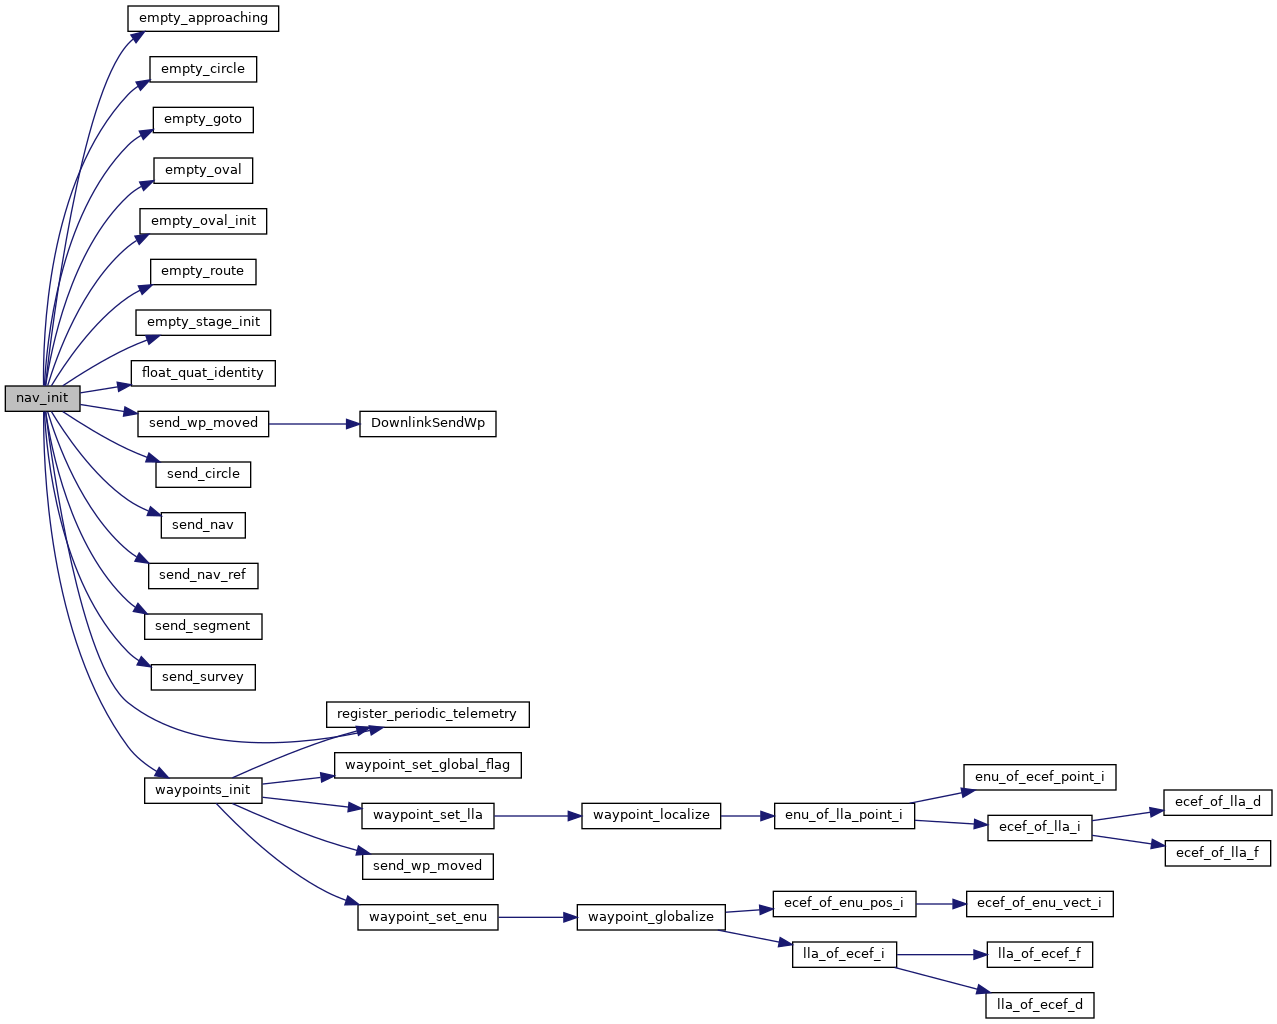 empty_approaching
empty_circle
empty_goto
empty_oval
empty_oval_init
empty_route
empty_stage_init
float_quat_identity
nav_init
send_wp_moved
DownlinkSendWp
send_circle
send_nav
send_nav_ref
send_segment
send_survey
register_periodic_telemetry
waypoint_set_global_flag
enu_of_ecef_point_i
waypoints_init
ecef_of_lla_d
waypoint_set_lla
waypoint_localize
enu_of_lla_point_i
ecef_of_lla_i
ecef_of_lla_f
send_wp_moved
waypoint_set_enu
waypoint_globalize
ecef_of_enu_pos_i
ecef_of_enu_vect_i
lla_of_ecef_i
lla_of_ecef_f
lla_of_ecef_d